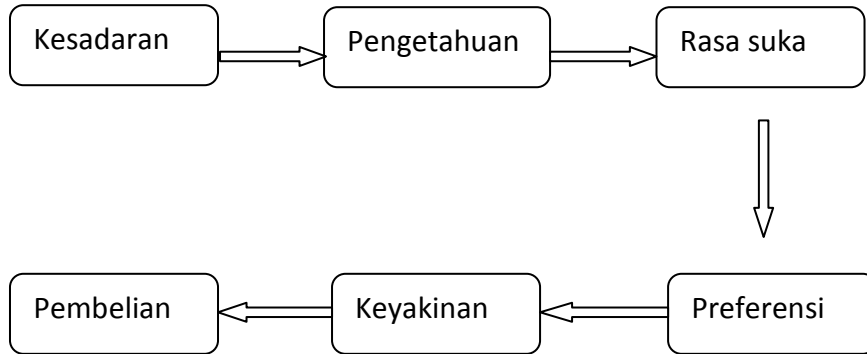 Kesadaran
Pengetahuan
Rasa suka
Preferensi
Keyakinan
Pembelian